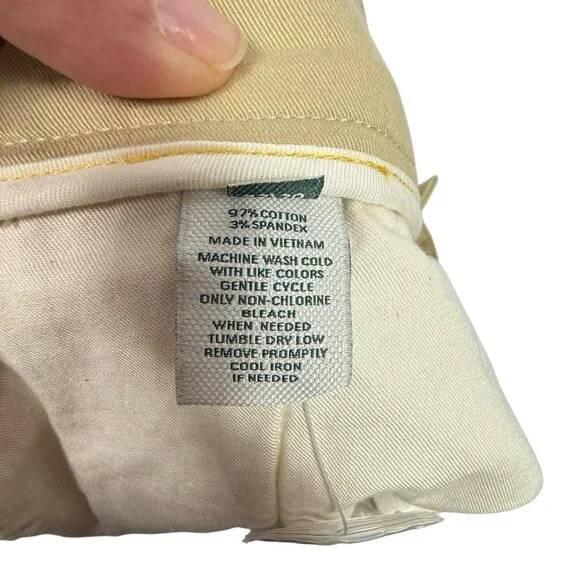 97% COTTON
3% SPANDEX
MADE IN VIETNAM
MACHINE WASH COLD
WITH LIKE COLORS
GENTLE CYCLE
ONLY NON-CHLORINE
BLEACH
WHEN NEEDED
TUMBLE DRY LOW
REMOVE PROMPTLY
COOL IRON
IF NEEDED